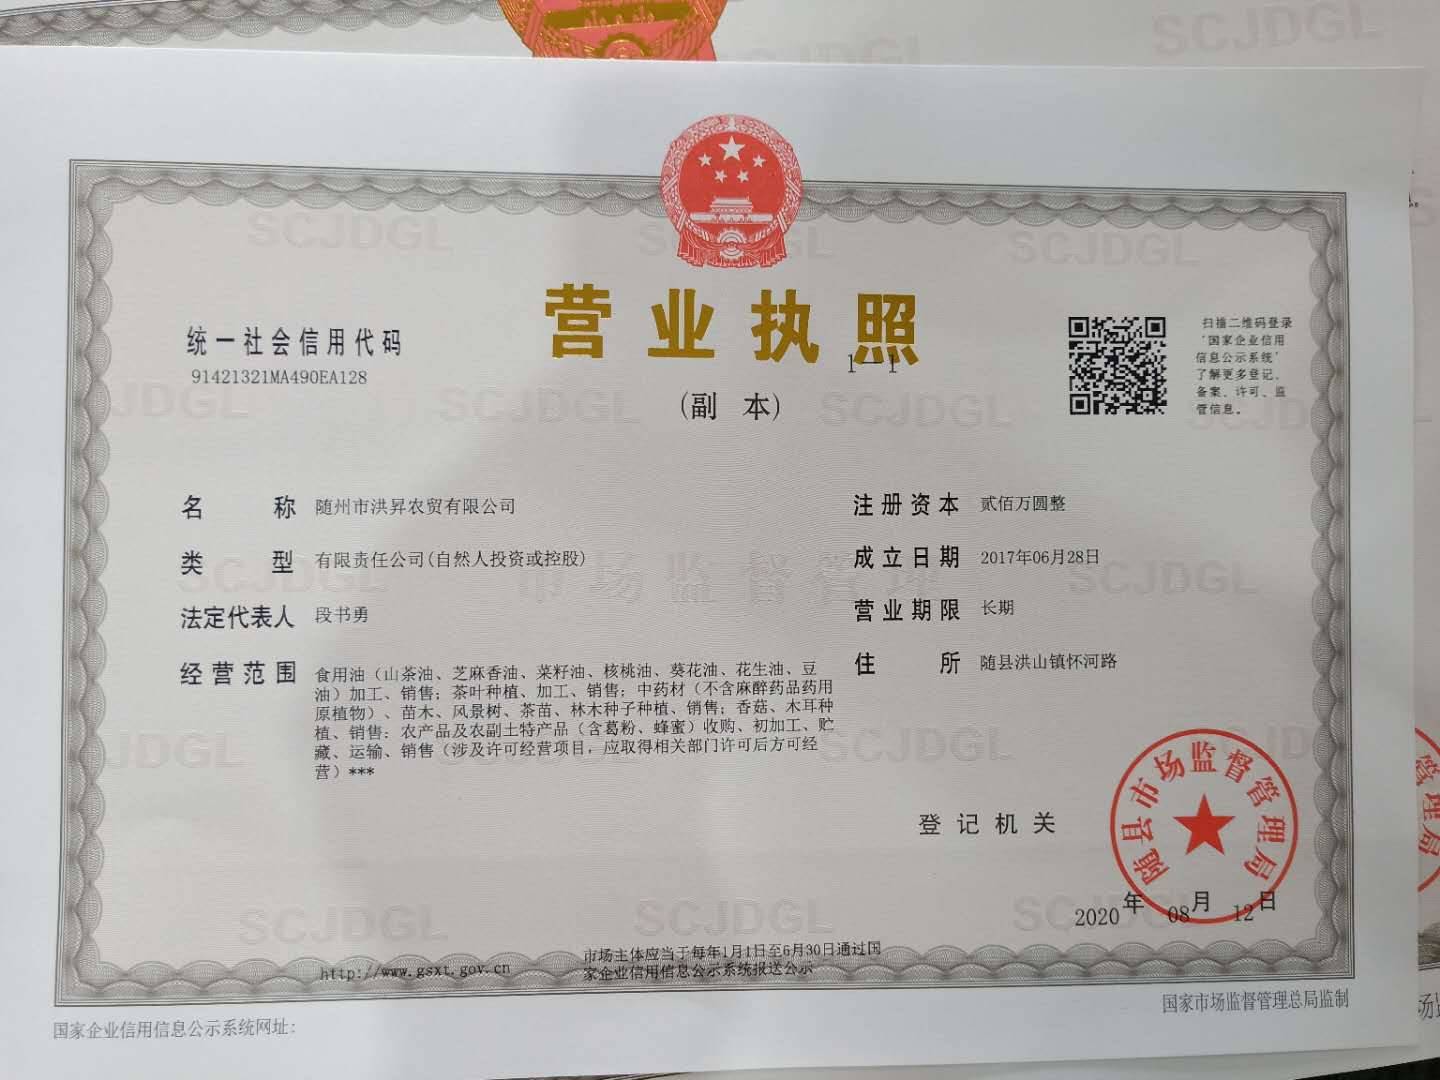 SCJDGL
营业执照
1-1
(副 本)
统一社会信用代码
91421321MA490EA128
扫描二维码登录
'国家企业信用
信息公示系统'
了解更多登记、
备案、许可、监
管信息。
名 称 随州市洪昇农贸有限公司
类 型 有限责任公司(自然人投资或控股)
法定代表人 段书勇
经营范围 食用油（山茶油、芝麻香油、菜籽油、核桃油、葵花油、花生油、豆
油）加工、销售；茶叶种植、加工、销售；中药材（不含麻醉药品药用
原植物）、苗木、风景树、茶苗、林木种子种植、销售；香菇、木耳种
植、销售；农产品及农副土特产品（含葛粉、蜂蜜）收购、初加工、贮
藏、运输、销售（涉及许可经营项目，应取得相关部门许可后方可经
营）***
注册资本 贰佰万圆整
成立日期 2017年06月28日
营业期限 长期
住 所 随县洪山镇怀河路
市场监督管理
登记机关
随县市场监督管理局
2020年08月12日
http://www.gsxt.gov.cn
市场主体应当于每年1月1日至6月30日通过国
家企业信用信息公示系统报送公示
国家企业信用信息公示系统网址：
国家市场监督管理总局监制